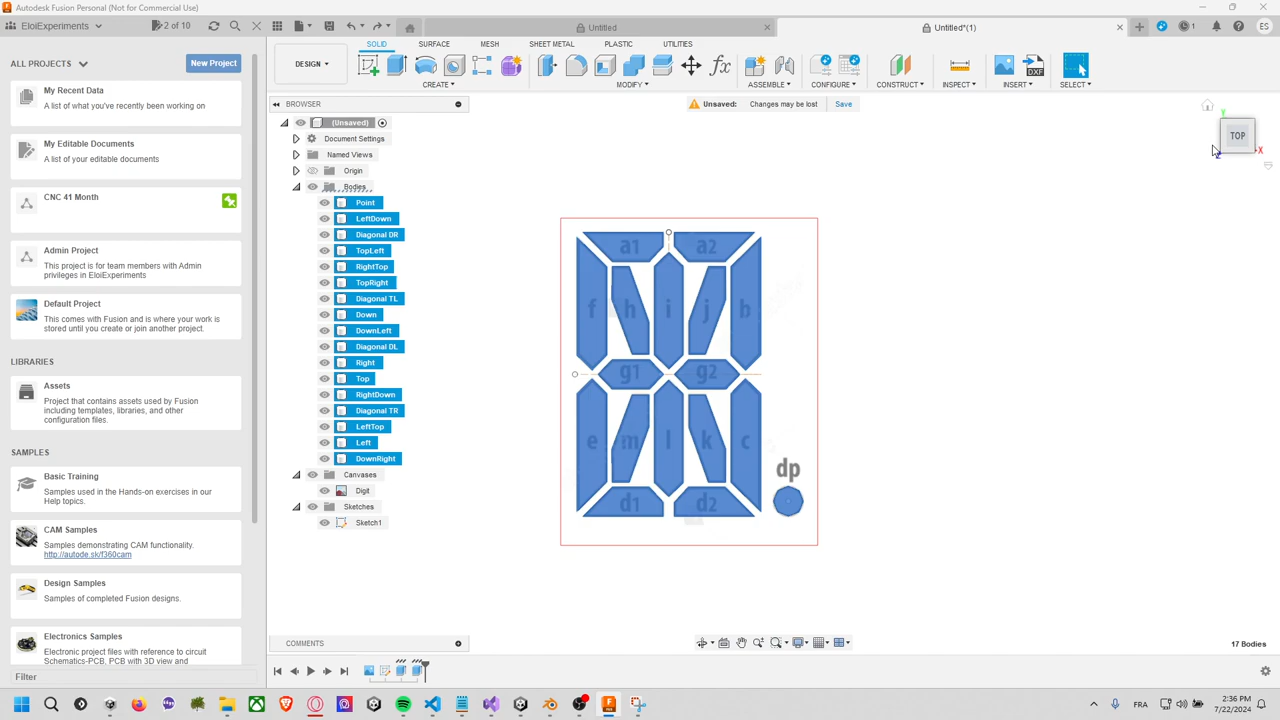 Autodesk Fusion Personal (Not for Commercial Use)
EloiExperiments
2 of 10
Untitled
Untitled*(1)
1
ES
ALL PROJECTS
New Project
My Recent Data
A list of what you've recently been working on
My Editable Documents
A list of your editable documents
CNC 41 Month
Admin Project
This project is for team members with Admin
privileges in EloiExperiments
Default Project
This comes with Fusion and is where your work is
stored until you create or join another project.
LIBRARIES
Assets
Project that contains assets used by Fusion
including templates, libraries, and other
configuration files.
SAMPLES
Basic Training
Samples used in the Hands-on exercises in our
Help topics.
CAM Samples
Samples demonstrating CAM functionality.
http://autode.sk/f360cam
Design Samples
Samples of completed Fusion designs.
Electronics Samples
Electronic project files with reference to circuit
Schematics-PCB, PCB with 3D view and
Filter
DESIGN
SOLID
SURFACE
MESH
SHEET METAL
PLASTIC
UTILITIES
CREATE
MODIFY
ASSEMBLE
CONFIGURE
CONSTRUCT
INSPECT
INSERT
SELECT
DXF
BROWSER
Unsaved:
Changes may be lost
Save
(Unsaved)
Document Settings
Named Views
Origin
Bodies
Point
LeftDown
Diagonal DR
TopLeft
RightTop
TopRight
Diagonal TL
Down
DownLeft
Diagonal DL
Right
Top
RightDown
Diagonal TR
LeftTop
Left
DownRight
Canvases
Digit
Sketches
Sketch1
Y
TOP
X
Z
a1
a2
f
h
i
j
b
g1
g2
e
m
l
k
c
dp
d1
d2
COMMENTS
17 Bodies
FRA
2:36 PM
7/22/2024